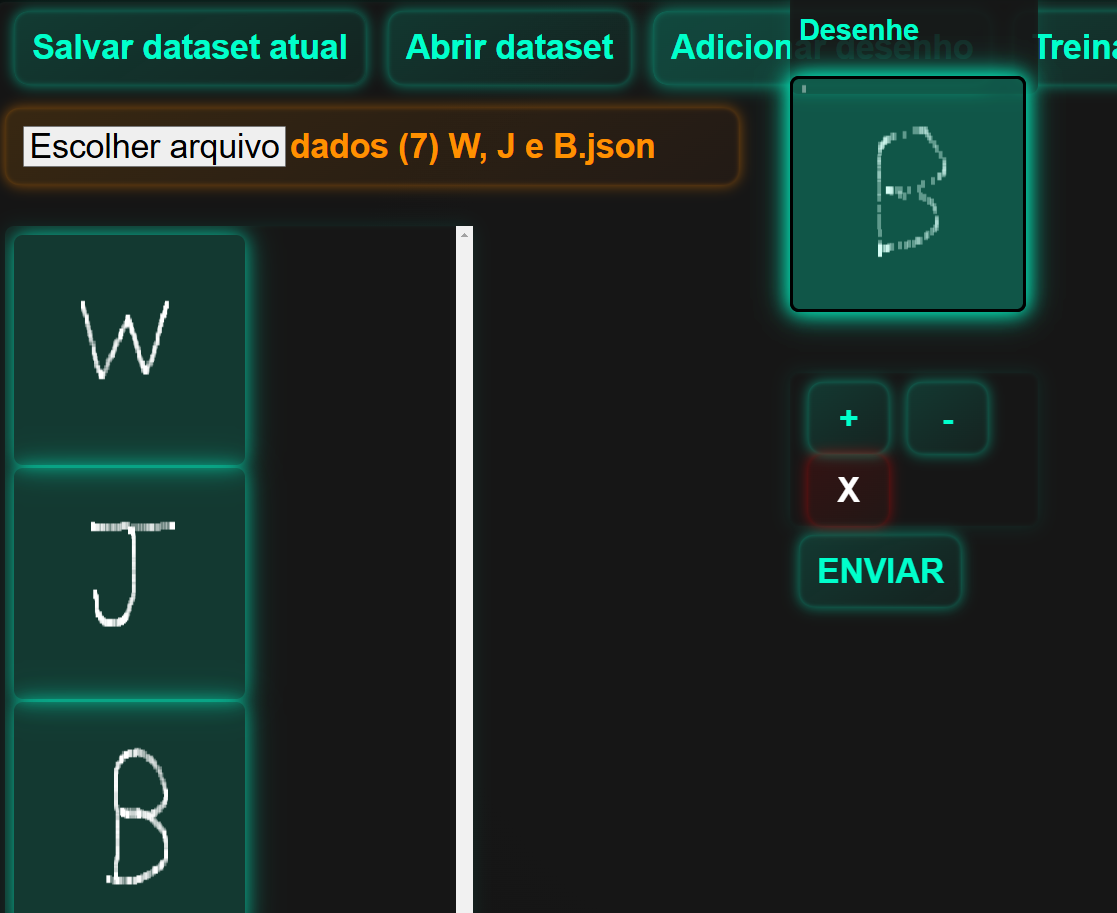 Salvar dataset atual
Abrir dataset
Adicionar desenho
Treina
Desenhe
Escolher arquivo dados (7) W, J e B.json
B
W
J
B
+
-
X
ENVIAR